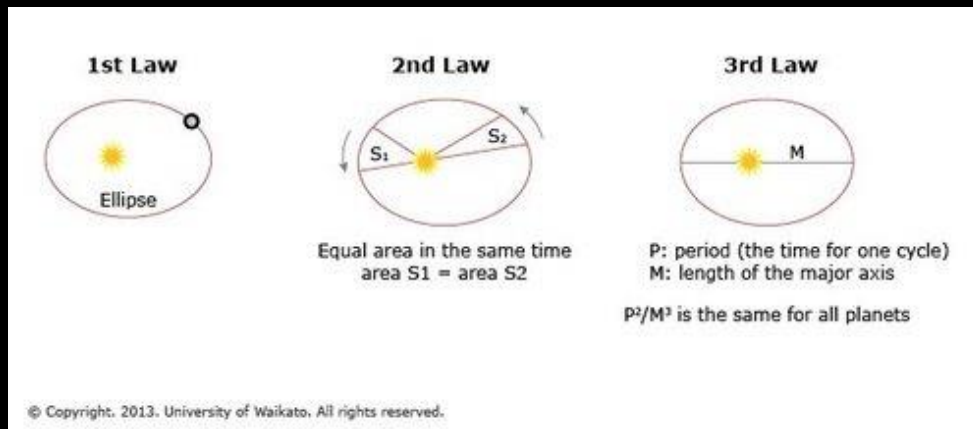 1st Law
Ellipse
2nd Law
S₁
S₂
Equal area in the same time
area S1 = area S2
3rd Law
M
P: period (the time for one cycle)
M: length of the major axis
P²/M³ is the same for all planets
© Copyright. 2013. University of Waikato. All rights reserved.